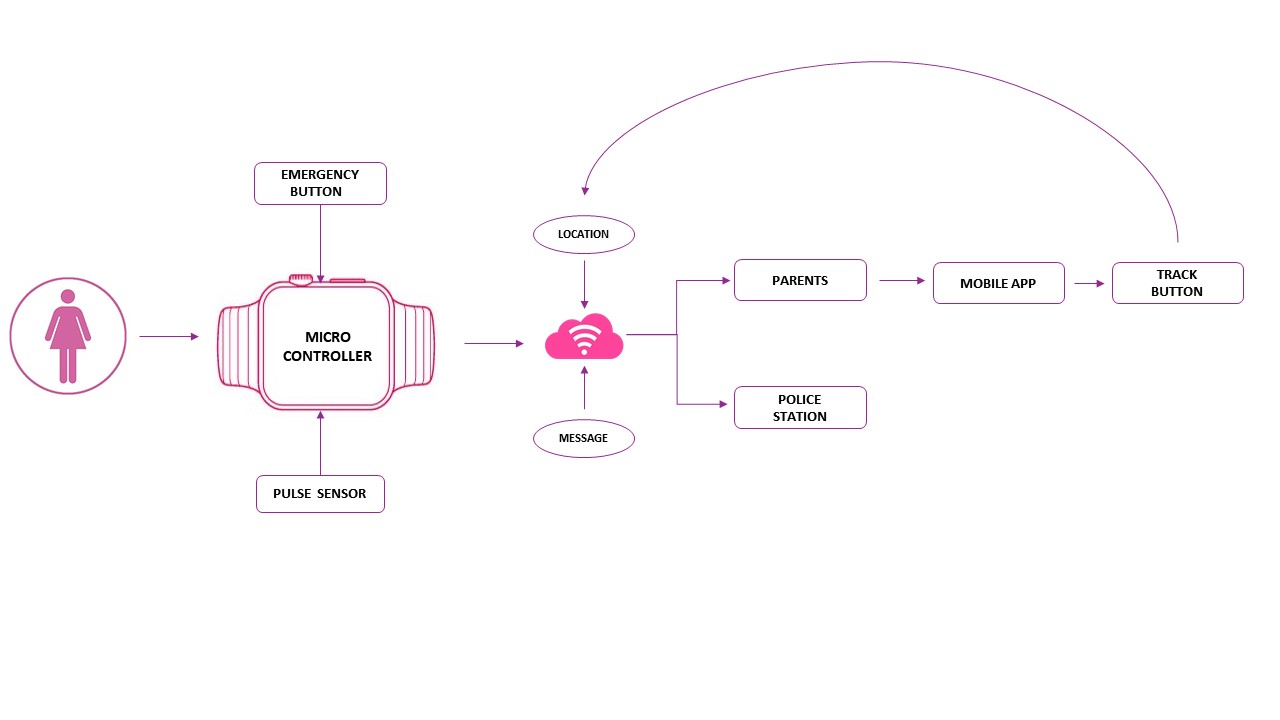 EMERGENCY
BUTTON
MICRO
CONTROLLER
PULSE SENSOR
LOCATION
MESSAGE
PARENTS
POLICE
STATION
MOBILE APP
TRACK
BUTTON